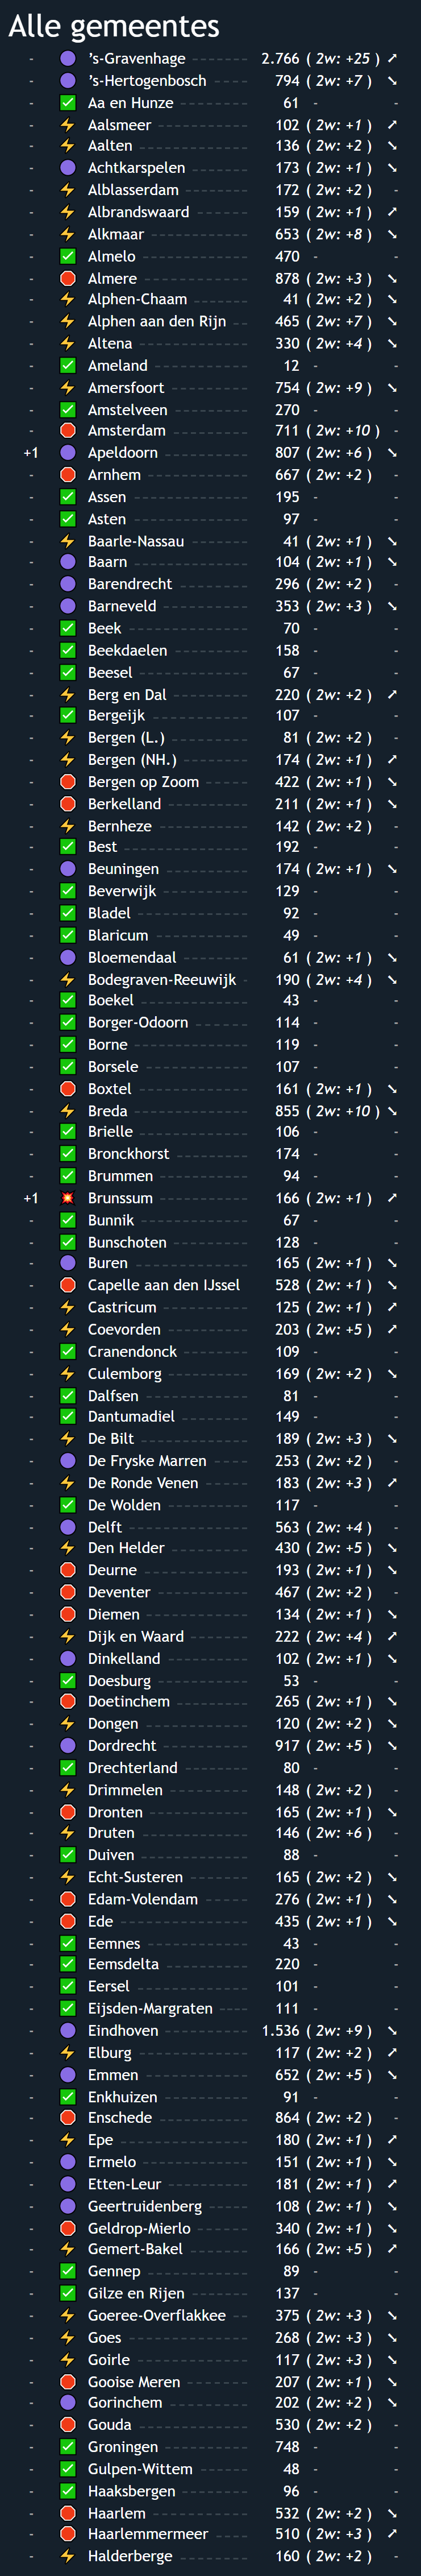 Alle gemeentes
- 's-Gravenhage 2.766 ( 2w: +25 )
- 's-Hertogenbosch 794 ( 2w: +7 )
- Aa en Hunze 61 - -
- Aalsmeer 102 ( 2w: +1 )
- Aalten 136 ( 2w: +2 )
- Achtkarspelen 173 ( 2w: +1 )
- Alblasserdam 172 ( 2w: +2 ) -
- Albrandswaard 159 ( 2w: +1 )
- Alkmaar 653 ( 2w: +8 )
- Almelo 470 - -
- Almere 878 ( 2w: +3 )
- Alphen-Chaam 41 ( 2w: +2 )
- Alphen aan den Rijn 465 ( 2w: +7 )
- Altena 330 ( 2w: +4 )
- Ameland 12 - -
- Amersfoort 754 ( 2w: +9 )
- Amstelveen 270 - -
- Amsterdam 711 ( 2w: +10 ) -
+1 Apeldoorn 807 ( 2w: +6 )
- Arnhem 667 ( 2w: +2 ) -
- Assen 195 - -
- Asten 97 - -
- Baarle-Nassau 41 ( 2w: +1 )
- Baarn 104 ( 2w: +1 )
- Barendrecht 296 ( 2w: +2 ) -
- Barneveld 353 ( 2w: +3 )
- Beek 70 - -
- Beekdaelen 158 - -
- Beesel 67 - -
- Berg en Dal 220 ( 2w: +2 )
- Bergeijk 107 - -
- Bergen (L.) 81 ( 2w: +2 ) -
- Bergen (NH.) 174 ( 2w: +1 )
- Bergen op Zoom 422 ( 2w: +1 )
- Berkelland 211 ( 2w: +1 )
- Bernheze 142 ( 2w: +2 ) -
- Best 192 - -
- Beuningen 174 ( 2w: +1 )
- Beverwijk 129 - -
- Bladel 92 - -
- Blaricum 49 - -
- Bloemendaal 61 ( 2w: +1 )
- Bodegraven-Reeuwijk 190 ( 2w: +4 )
- Boekel 43 - -
- Borger-Odoorn 114 - -
- Borne 119 - -
- Borsele 107 - -
- Boxtel 161 ( 2w: +1 )
- Breda 855 ( 2w: +10 )
- Brielle 106 - -
- Bronckhorst 174 - -
- Brummen 94 - -
+1 Brunssum 166 ( 2w: +1 )
- Bunnik 67 - -
- Bunschoten 128 - -
- Buren 165 ( 2w: +1 )
- Capelle aan den IJssel 528 ( 2w: +1 )
- Castricum 125 ( 2w: +1 )
- Coevorden 203 ( 2w: +5 )
- Cranendonck 109 - -
- Culemborg 169 ( 2w: +2 )
- Dalfsen 81 - -
- Dantumadiel 149 - -
- De Bilt 189 ( 2w: +3 )
- De Fryske Marren 253 ( 2w: +2 ) -
- De Ronde Venen 183 ( 2w: +3 )
- De Wolden 117 - -
- Delft 563 ( 2w: +4 ) -
- Den Helder 430 ( 2w: +5 )
- Deurne 193 ( 2w: +1 )
- Deventer 467 ( 2w: +2 ) -
- Diemen 134 ( 2w: +1 )
- Dijk en Waard 222 ( 2w: +4 )
- Dinkelland 102 ( 2w: +1 )
- Doesburg 53 - -
- Doetinchem 265 ( 2w: +1 )
- Dongen 120 ( 2w: +2 )
- Dordrecht 917 ( 2w: +5 )
- Drechterland 80 - -
- Drimmelen 148 ( 2w: +2 ) -
- Dronten 165 ( 2w: +1 )
- Druten 146 ( 2w: +6 ) -
- Duiven 88 - -
- Echt-Susteren 165 ( 2w: +2 )
- Edam-Volendam 276 ( 2w: +1 )
- Ede 435 ( 2w: +1 )
- Eemnes 43 - -
- Eemsdelta 220 - -
- Eersel 101 - -
- Eijsden-Margraten 111 - -
- Eindhoven 1.536 ( 2w: +9 )
- Elburg 117 ( 2w: +2 )
- Emmen 652 ( 2w: +5 )
- Enkhuizen 91 - -
- Enschede 864 ( 2w: +2 ) -
- Epe 180 ( 2w: +1 )
- Ermelo 151 ( 2w: +1 )
- Etten-Leur 181 ( 2w: +1 )
- Geertruidenberg 108 ( 2w: +1 )
- Geldrop-Mierlo 340 ( 2w: +1 )
- Gemert-Bakel 166 ( 2w: +5 )
- Gennep 89 - -
- Gilze en Rijen 137 - -
- Goeree-Overflakkee 375 ( 2w: +3 )
- Goes 268 ( 2w: +3 )
- Goirle 117 ( 2w: +3 )
- Gooise Meren 207 ( 2w: +1 )
- Gorinchem 202 ( 2w: +2 )
- Gouda 530 ( 2w: +2 ) -
- Groningen 748 - -
- Gulpen-Wittem 48 - -
- Haaksbergen 96 - -
- Haarlem 532 ( 2w: +2 )
- Haarlemmermeer 510 ( 2w: +3 )
- Halderberge 160 ( 2w: +2 ) -